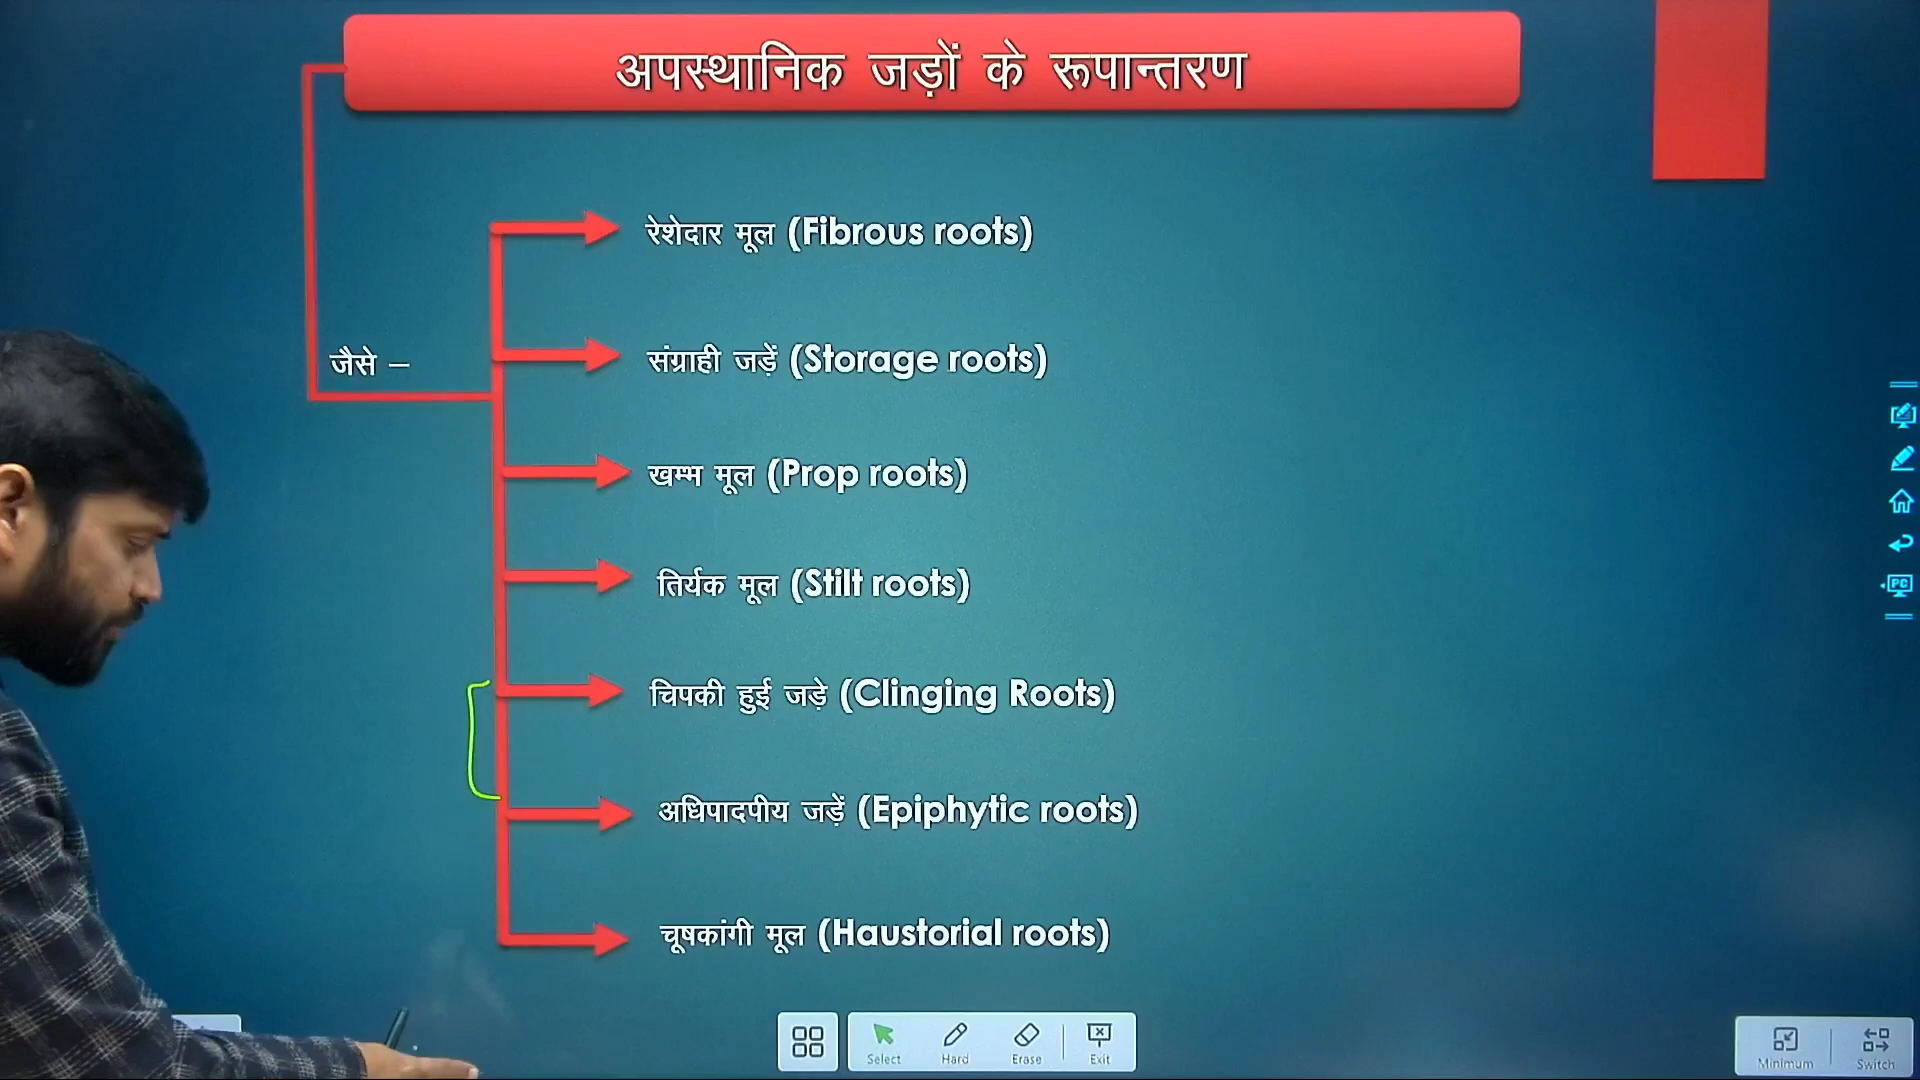 अपस्थानिक जड़ों के रूपान्तरण
रेशेदार मूल (Fibrous roots)
जैसे –
संग्राही जड़ें (Storage roots)
खम्म मूल (Prop roots)
तिर्यक मूल (Stilt roots)
चिपकी हुई जड़े (Clinging Roots)
अधिपादपीय जड़ें (Epiphytic roots)
चूषकांगी मूल (Haustorial roots)
PC
Select Hard Erase Exit
Minimum Switch